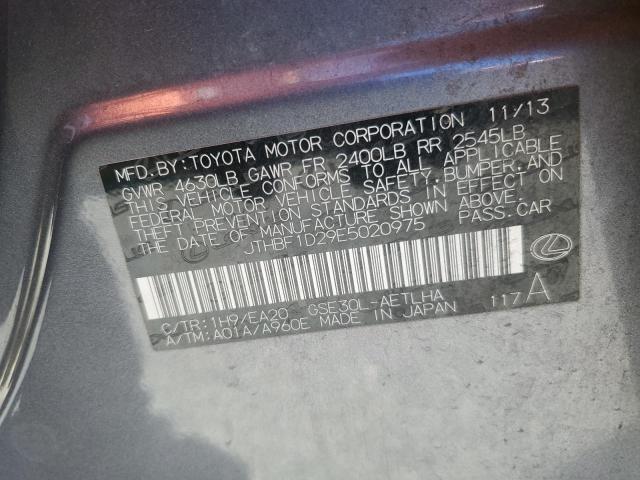 MFD.BY:TOYOTA MOTOR CORPORATION 11/13
GVWR 4630LB GAWR FR 2400LB RR 2545LB
THIS VEHICLE CONFORMS TO ALL APPLICABLE
FEDERAL MOTOR VEHICLE SAFETY,BUMPER,AND
THEFT PREVENTION STANDARDS IN EFFECT ON
THE DATE OF MANUFACTURE SHOWN ABOVE.
JTHBF1D29E5020975 PASS.CAR
C/TR:1H9/EA20 GSE30L-AETLHA
A/TM:A01A/A960E MADE IN JAPAN 117A